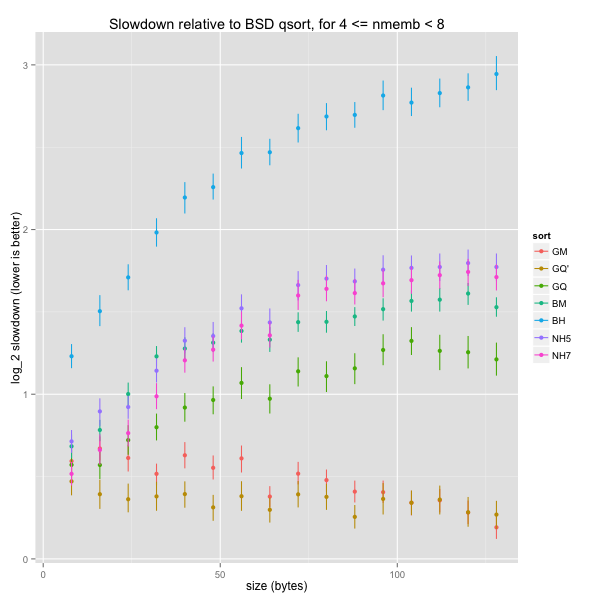 Slowdown relative to BSD qsort, for 4 <= nmemb < 8
log_2 slowdown (lower is better)
3
2
1
0
0
50
100
size (bytes)
sort
GM
GQ'
GQ
BM
BH
NH5
NH7